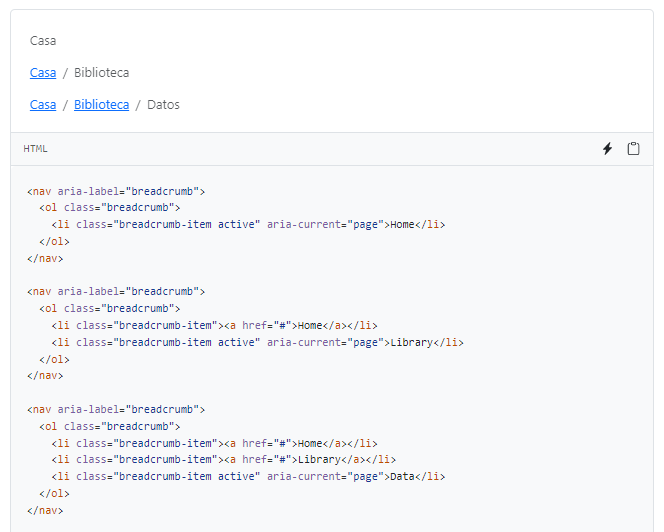 Casa
Casa / Biblioteca
Casa / Biblioteca / Datos
HTML
<nav aria-label="breadcrumb">
  <ol class="breadcrumb">
    <li class="breadcrumb-item active" aria-current="page">Home</li>
  </ol>
</nav>
<nav aria-label="breadcrumb">
  <ol class="breadcrumb">
    <li class="breadcrumb-item"><a href="#">Home</a></li>
    <li class="breadcrumb-item active" aria-current="page">Library</li>
  </ol>
</nav>
<nav aria-label="breadcrumb">
  <ol class="breadcrumb">
    <li class="breadcrumb-item"><a href="#">Home</a></li>
    <li class="breadcrumb-item"><a href="#">Library</a></li>
    <li class="breadcrumb-item active" aria-current="page">Data</li>
  </ol>
</nav>